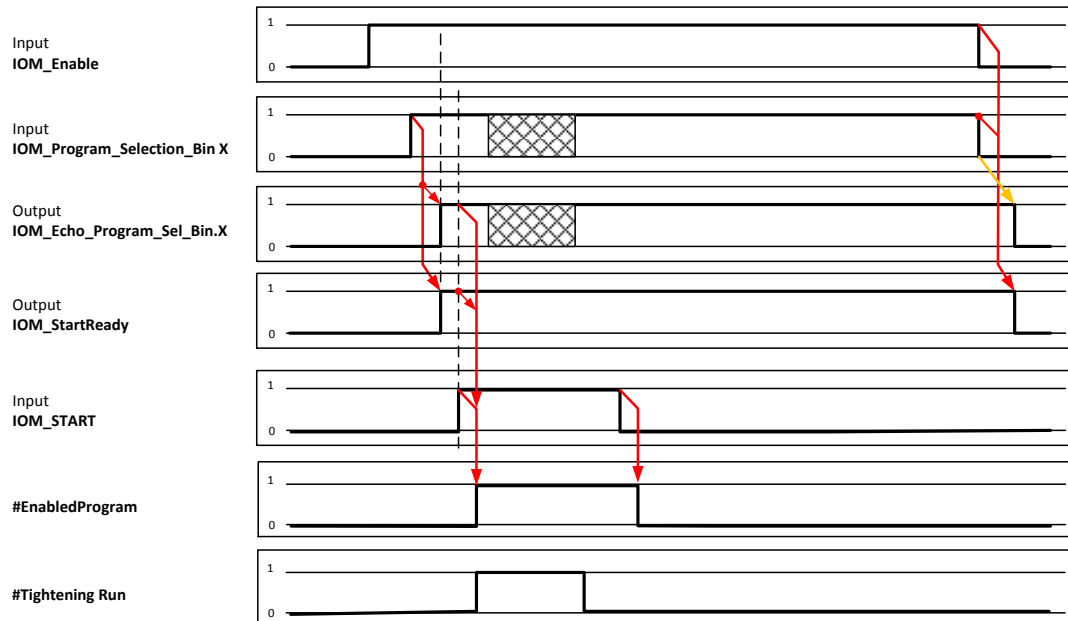 1
Input
IOM_Enable
0
1
Input
IOM_Program_Selection_Bin X
0
1
Output
IOM_Echo_Program_Sel_Bin.X
0
1
Output
IOM_StartReady
0
1
Input
IOM_START
0
1
#EnabledProgram
0
1
#Tightening Run
0